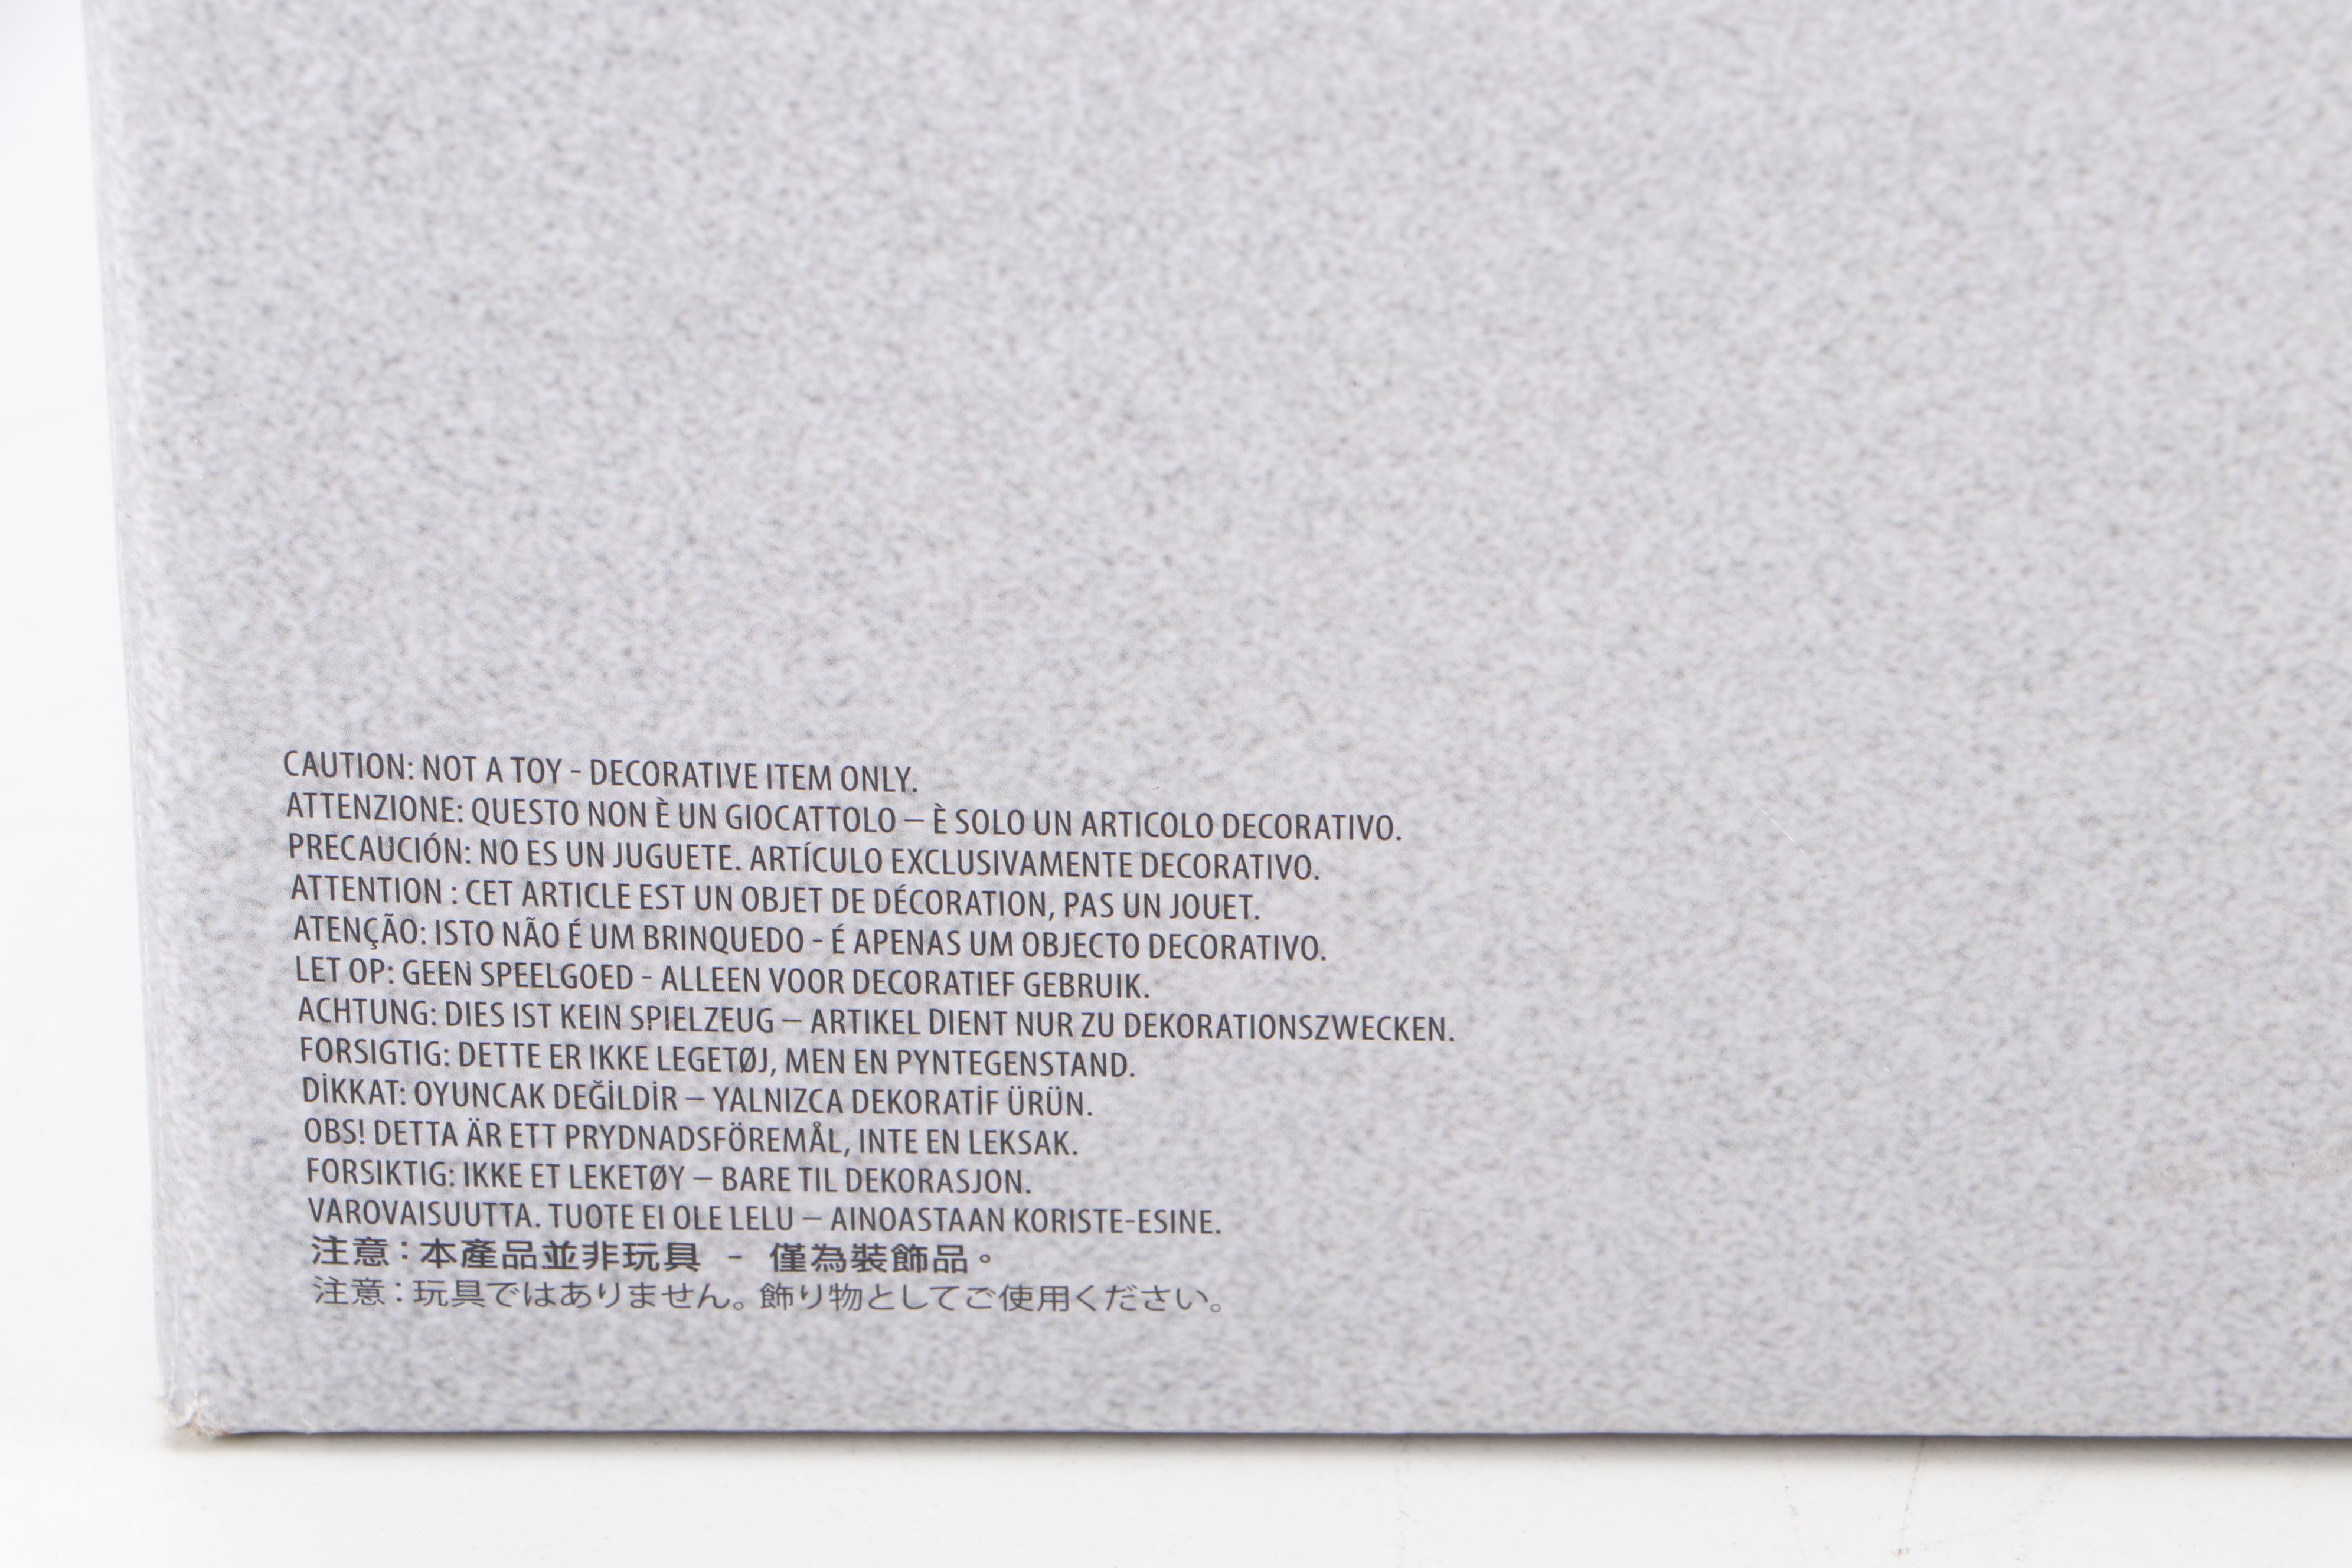 CAUTION: NOT A TOY - DECORATIVE ITEM ONLY.
ATTENZIONE: QUESTO NON È UN GIOCATTOLO – È SOLO UN ARTICOLO DECORATIVO.
PRECAUCIÓN: NO ES UN JUGUETE. ARTÍCULO EXCLUSIVAMENTE DECORATIVO.
ATTENTION : CET ARTICLE EST UN OBJET DE DÉCORATION, PAS UN JOUET.
ATENÇÃO: ISTO NÃO É UM BRINQUEDO - É APENAS UM OBJECTO DECORATIVO.
LET OP: GEEN SPEELGOED - ALLEEN VOOR DECORATIEF GEBRUIK.
ACHTUNG: DIES IST KEIN SPIELZEUG – ARTIKEL DIENT NUR ZU DEKORATIONSZWECKEN.
FORSIGTIG: DETTE ER IKKE LEGETØJ, MEN EN PYNTEGENSTAND.
DİKKAT: OYUNCAK DEĞİLDİR – YALNIZCA DEKORATİF ÜRÜN.
OBS! DETTA ÄR ETT PRYDNADSFÖREMÅL, INTE EN LEKSAK.
FORSIKTIG: IKKE ET LEKETØY – BARE TIL DEKORASJON.
VAROVAISUUTTA. TUOTE EI OLE LELU – AINOASTAAN KORISTE-ESINE.
注意：本產品並非玩具 - 僅為裝飾品。
注意：玩具ではありません。飾り物としてご使用ください。